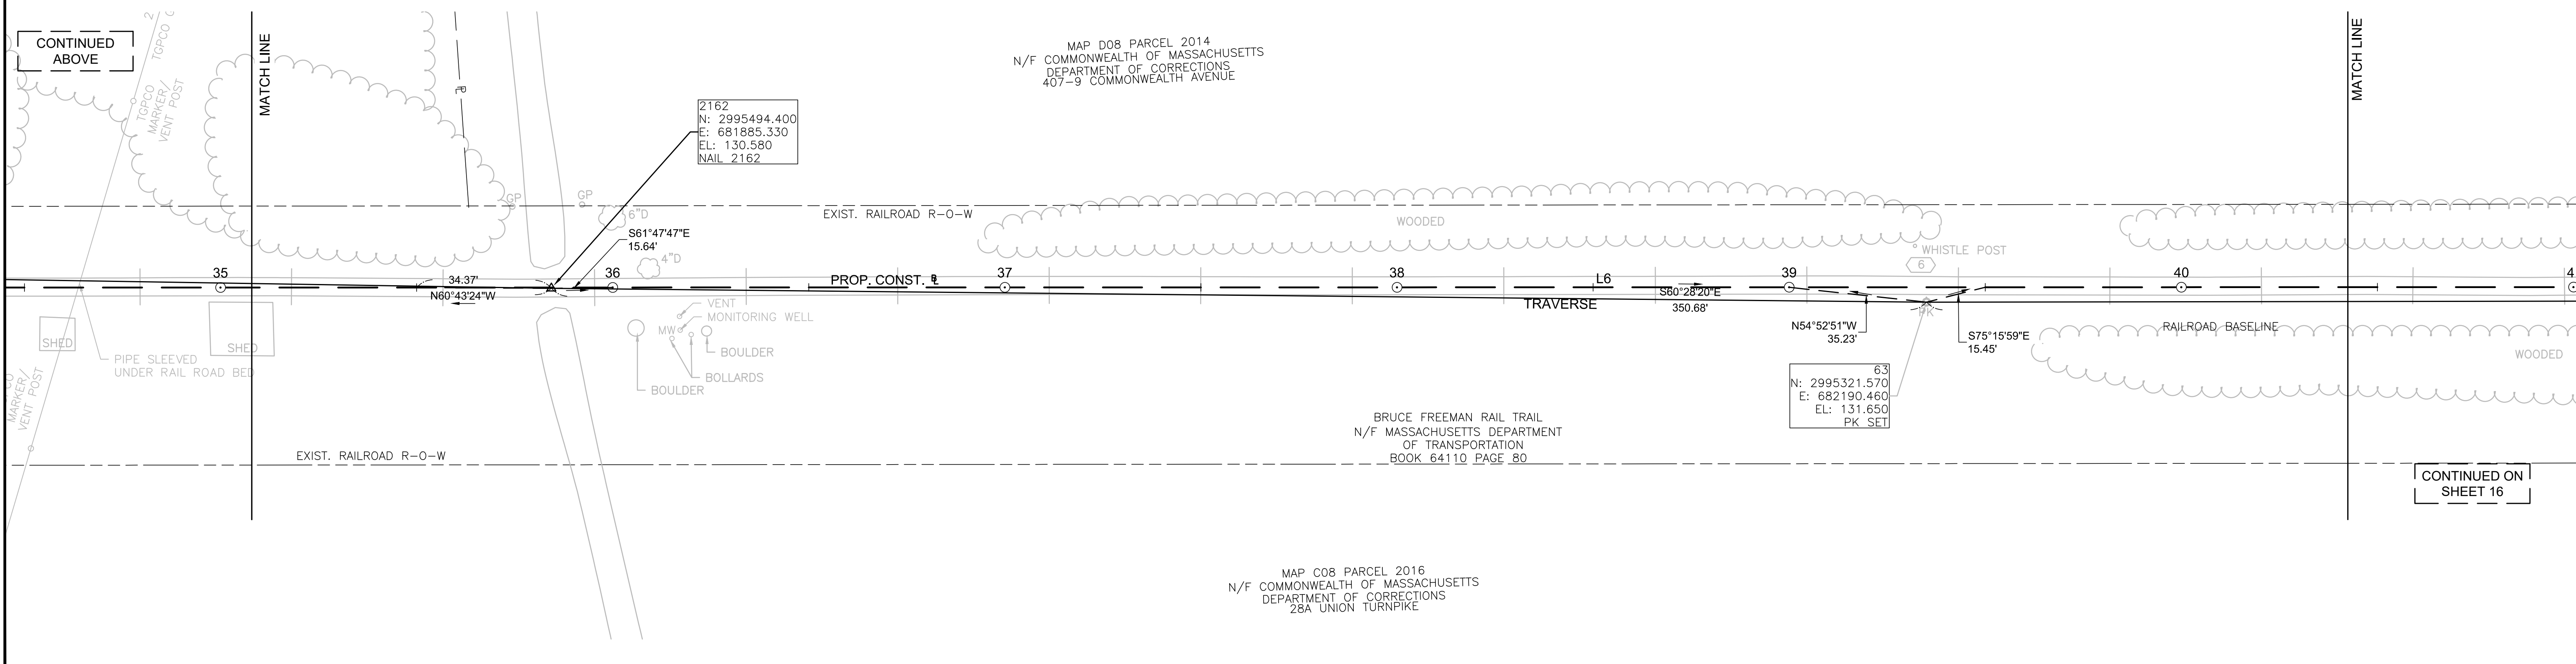 CONTINUED
ABOVE
MATCH LINE
TGPCO
TGPCO
MARKER/
VENT POST
MAP D08 PARCEL 2014
N/F COMMONWEALTH OF MASSACHUSETTS
DEPARTMENT OF CORRECTIONS
407-9 COMMONWEALTH AVENUE
MATCH LINE
2162
N: 2995494.400
E: 681885.330
EL: 130.580
NAIL 2162
GP
GP
6"D
EXIST. RAILROAD R-O-W
WOODED
S61°47'47"E
15.64'
4"D
WHISTLE POST
6
35
34.37'
N60°43'24"W
36
PROP. CONST. ℄
37
38
L6
S60°28'20"E
350.68'
TRAVERSE
39
40
4
PK
N54°52'51"W
35.23'
S75°15'59"E
15.45'
RAILROAD BASELINE
WOODED
SHED
SHED
PIPE SLEEVED
UNDER RAIL ROAD BED
VENT
MW
MONITORING WELL
BOULDER
BOLLARDS
BOULDER
MARKER/
VENT POST
63
N: 2995321.570
E: 682190.460
EL: 131.650
PK SET
BRUCE FREEMAN RAIL TRAIL
N/F MASSACHUSETTS DEPARTMENT
OF TRANSPORTATION
BOOK 64110 PAGE 80
EXIST. RAILROAD R-O-W
CONTINUED ON
SHEET 16
MAP C08 PARCEL 2016
N/F COMMONWEALTH OF MASSACHUSETTS
DEPARTMENT OF CORRECTIONS
28A UNION TURNPIKE